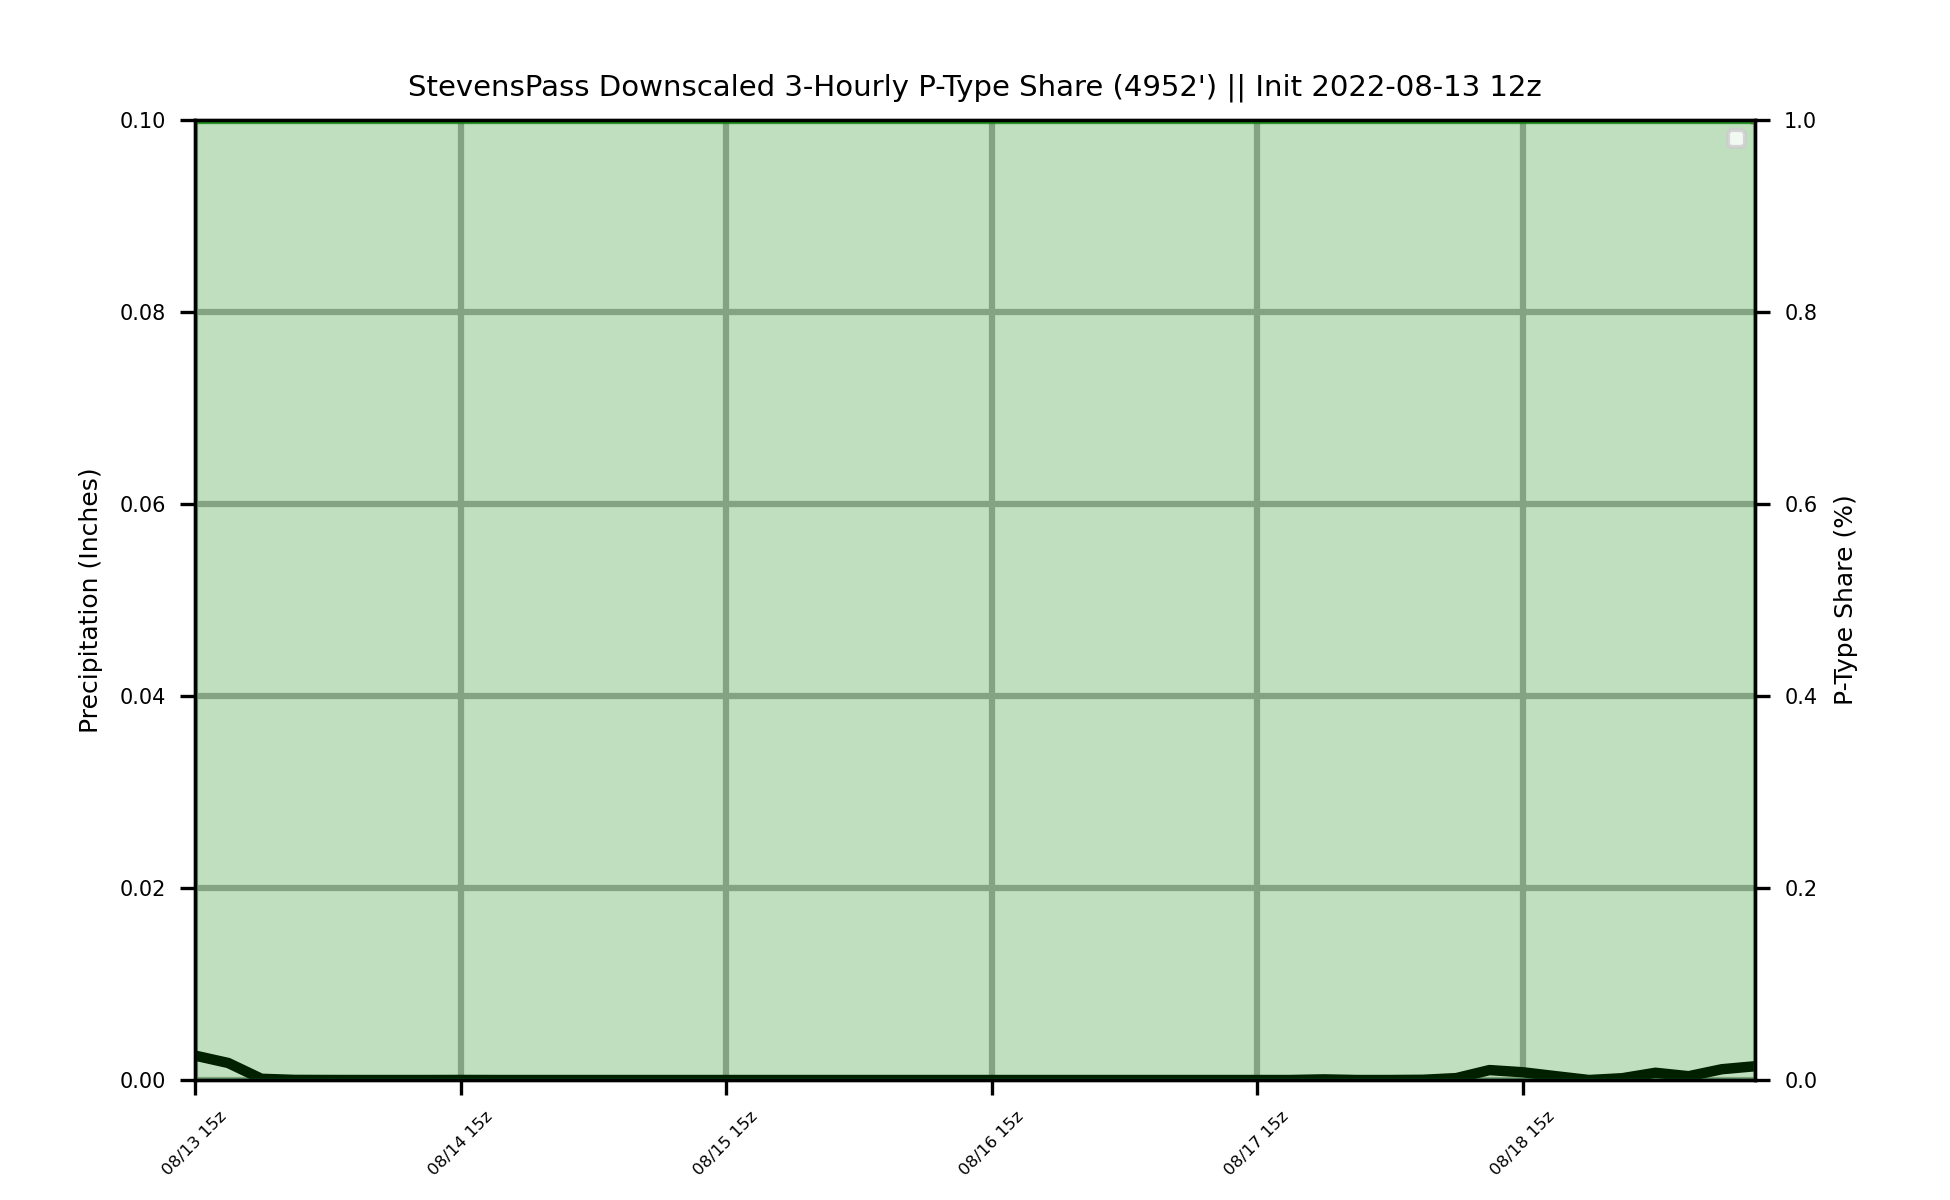 StevensPass Downscaled 3-Hourly P-Type Share (4952') || Init 2022-08-13 12z
0.10
0.08
0.06
0.04
0.02
0.00
Precipitation (Inches)
1.0
0.8
0.6
0.4
0.2
0.0
P-Type Share (%)
08/13 15z
08/14 15z
08/15 15z
08/16 15z
08/17 15z
08/18 15z